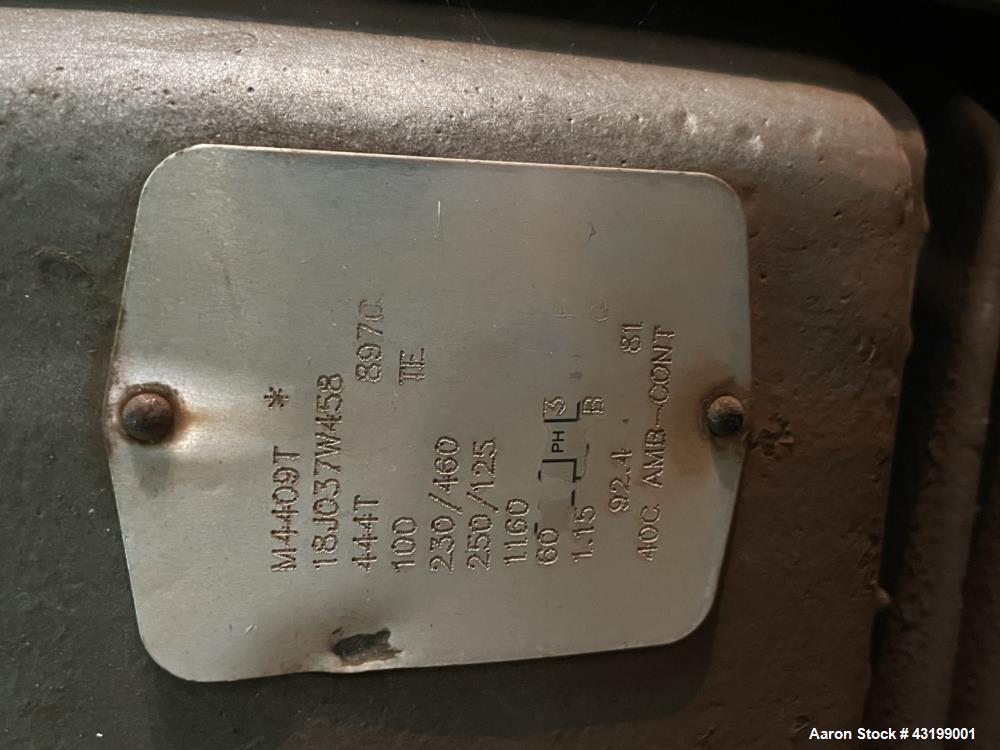 M4409T *
18J037W458
444T 8970
100 TE
230/460
250/125
1160
60 PH 3 F
1.15 B G
92.4 81
40C AMB-CONT
Aaron Stock # 43199001